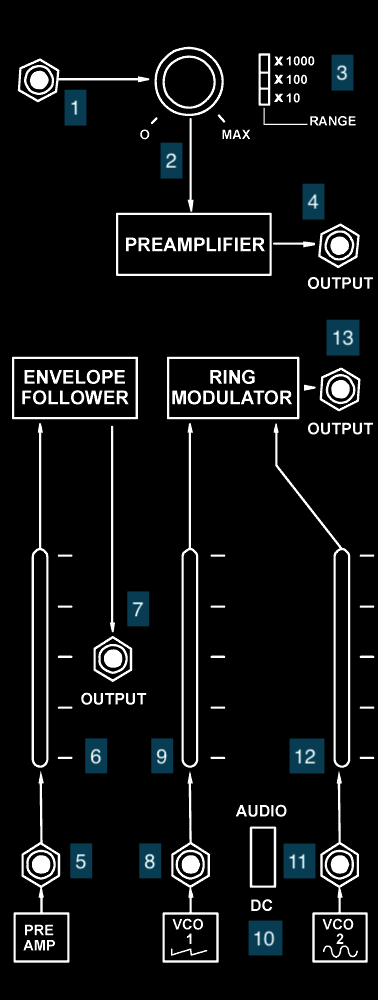 X 1000
X 100
X 10
3
1
O
MAX
RANGE
2
4
PREAMPLIFIER
OUTPUT
13
ENVELOPE
FOLLOWER
RING
MODULATOR
OUTPUT
7
OUTPUT
6
9
12
AUDIO
5
8
11
DC
10
PRE
AMP
VCO
1
VCO
2